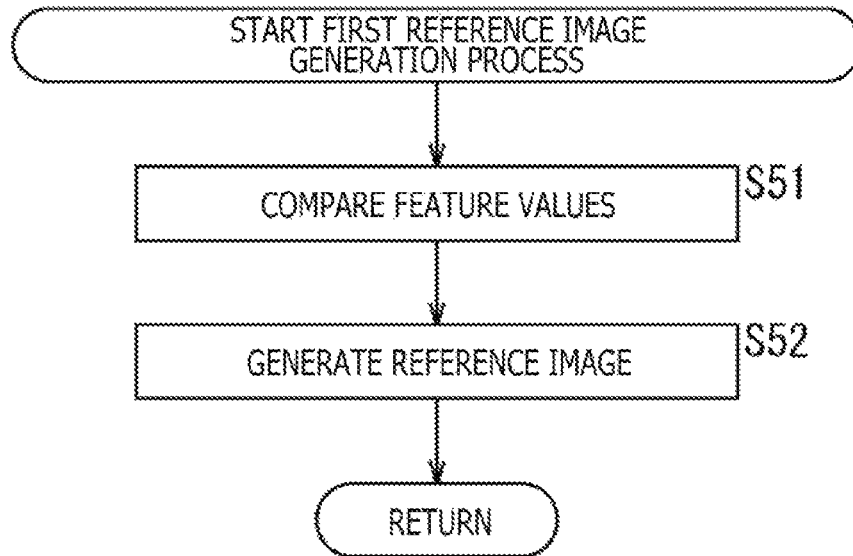 START FIRST REFERENCE IMAGE
GENERATION PROCESS
COMPARE FEATURE VALUES
S51
GENERATE REFERENCE IMAGE
S52
RETURN